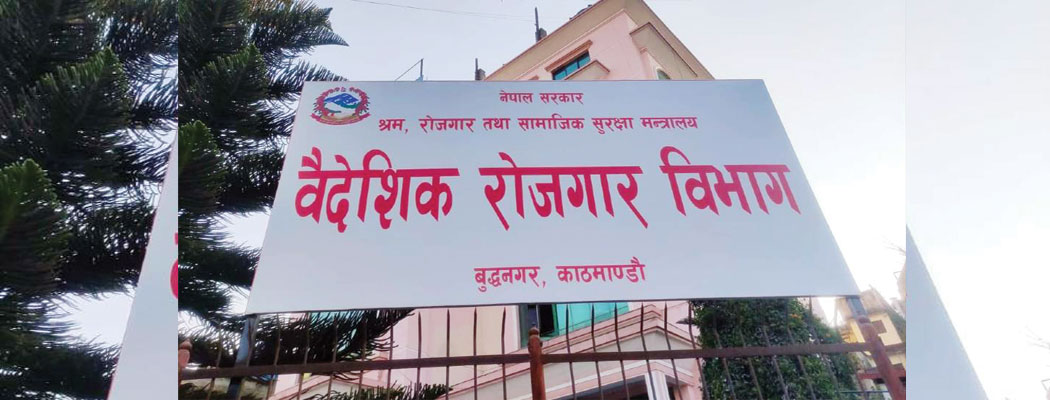 नेपाल सरकार
श्रम, रोजगार तथा सामाजिक सुरक्षा मन्त्रालय
वैदेशिक रोजगार विभाग
बुद्धनगर, काठमाण्डौ